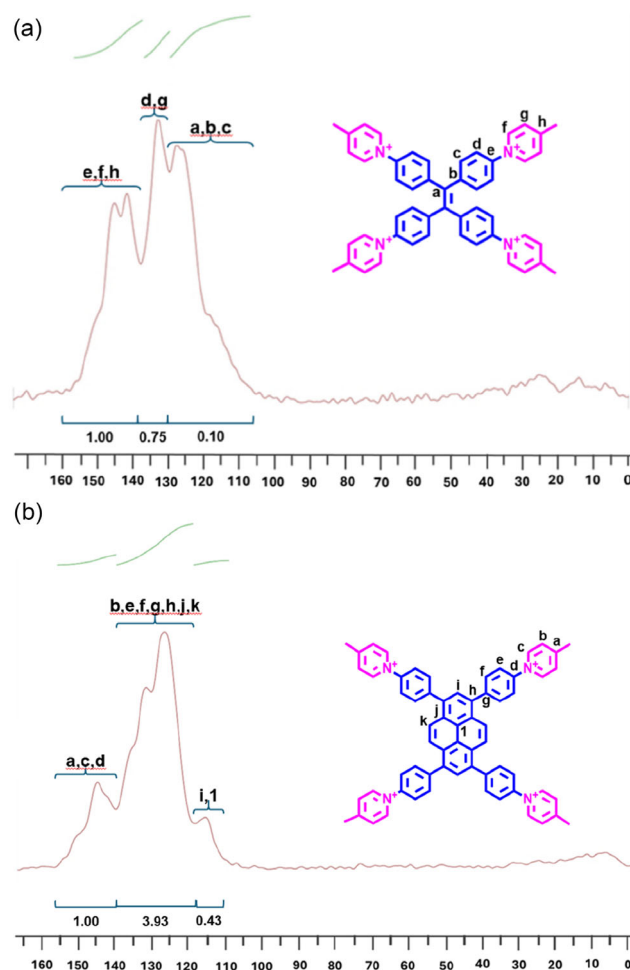 (a)
d,g
a,b,c
e,f,h
g
f
h
d
c
e
N+
N+
b
a
N+
N+
1.00
0.75
0.10
160 150 140 130 120 110 100 90 80 70 60 50 40 30 20 10 0
(b)
b,e,f,g,h,j,k
a,c,d
i,1
b
c
a
e
f
d
N+
N+
i
h
g
j
k
1
N+
N+
1.00
3.93
0.43
160 150 140 130 120 110 100 90 80 70 60 50 40 30 20 10 0